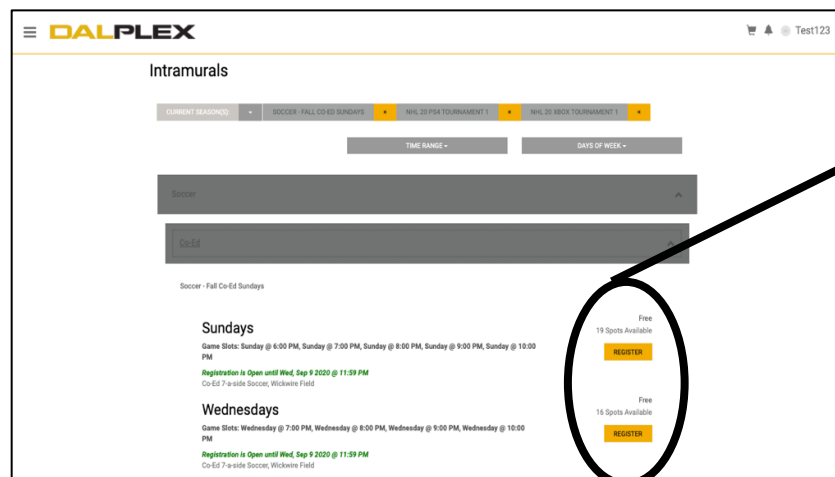 DALPLEX
Test123
Intramurals
CURRENT SEASON(S): SOCCER - FALL CO-ED SUNDAYS × NHL 20 PS4 TOURNAMENT 1 × NHL 20 XBOX TOURNAMENT 1 ×
TIME RANGE DAYS OF WEEK
Soccer
Co-Ed
Soccer - Fall Co-Ed Sundays
Sundays
Game Slots: Sunday @ 6:00 PM, Sunday @ 7:00 PM, Sunday @ 8:00 PM, Sunday @ 9:00 PM, Sunday @ 10:00
PM
Registration is Open until Wed, Sep 9 2020 @ 11:59 PM
Co-Ed 7-a-side Soccer, Wickwire Field
Free
19 Spots Available
REGISTER
Wednesdays
Game Slots: Wednesday @ 7:00 PM, Wednesday @ 8:00 PM, Wednesday @ 9:00 PM, Wednesday @ 10:00
PM
Registration is Open until Wed, Sep 9 2020 @ 11:59 PM
Co-Ed 7-a-side Soccer, Wickwire Field
Free
16 Spots Available
REGISTER